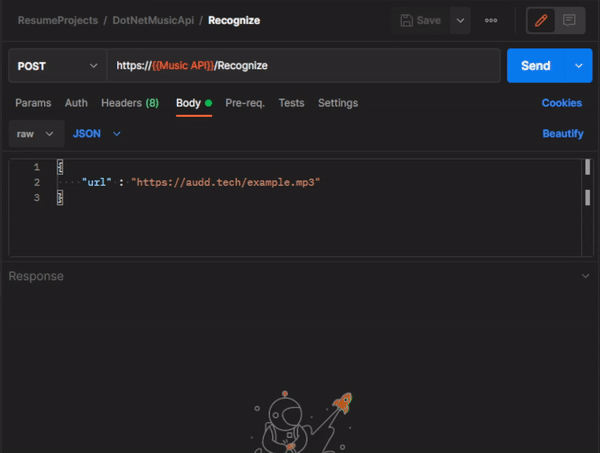 ResumeProjects / DotNetMusicApi / Recognize Save
POST https://{{Music API}}/Recognize Send
Params Auth Headers (8) Body Pre-req. Tests Settings Cookies
raw JSON Beautify
1 {
2 "url" : "https://audd.tech/example.mp3"
3 }
Response